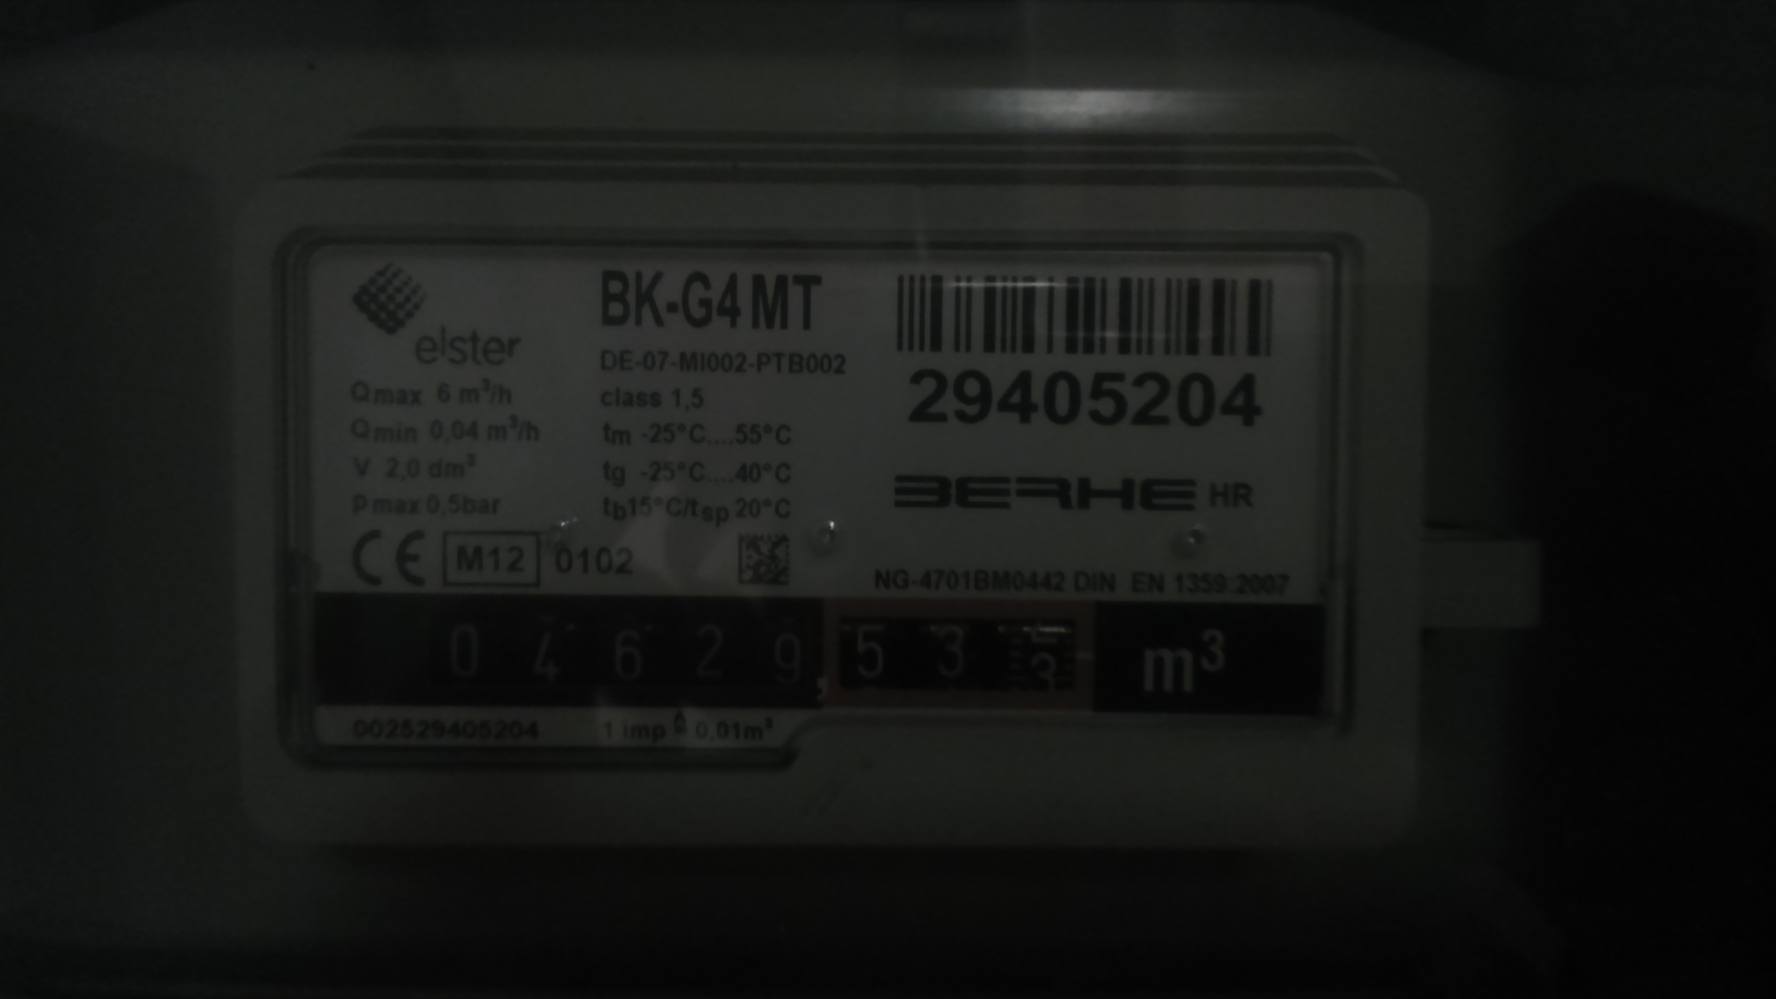 elster
BK-G4 MT
DE-07-MI002-PTB002
Qmax 6 m³/h
class 1,5
29405204
Qmin 0,04 m³/h
tm -25°C....55°C
V 2,0 dm³
tg -25°C....40°C
BERHE HR
pmax 0,5bar
tb15°C/tsp 20°C
CE M12 0102
NG-4701BM0442 DIN EN 1359:2007
0 4 6 2 9 , 5 3 m³
002529405204
1 imp ≙ 0,01m³